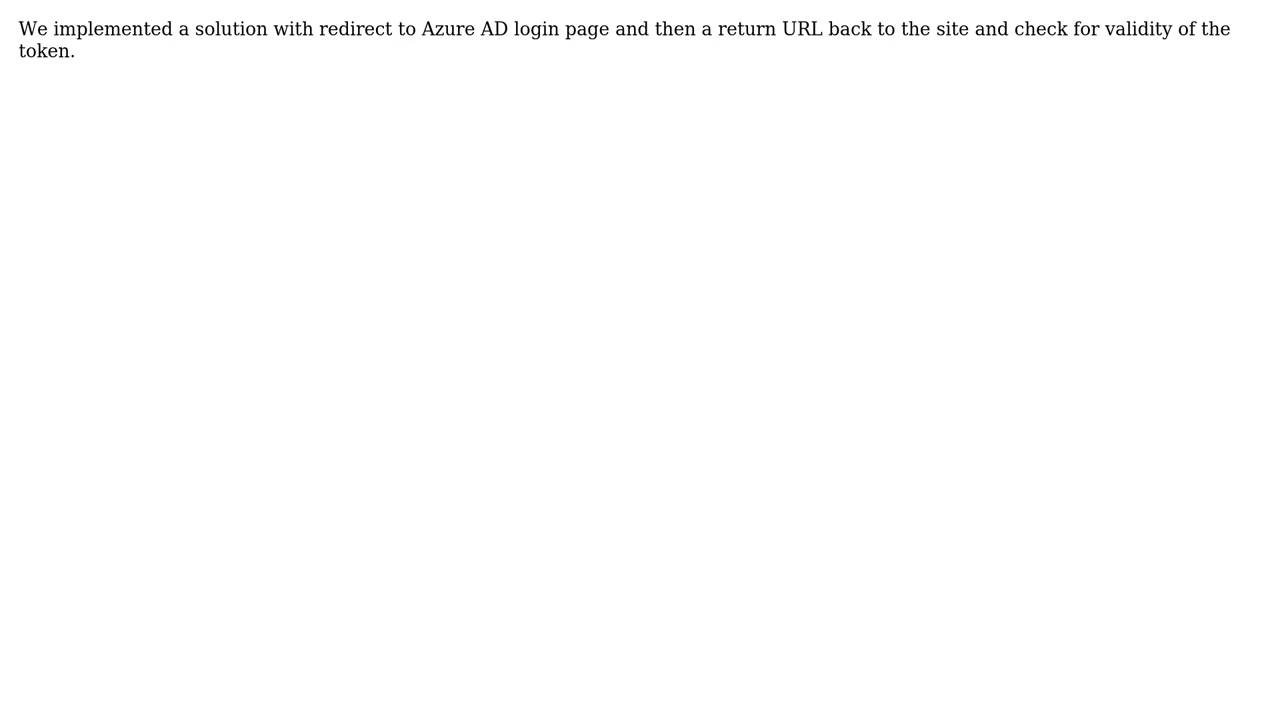 We implemented a solution with redirect to Azure AD login page and then a return URL back to the site and check for validity of the
token.